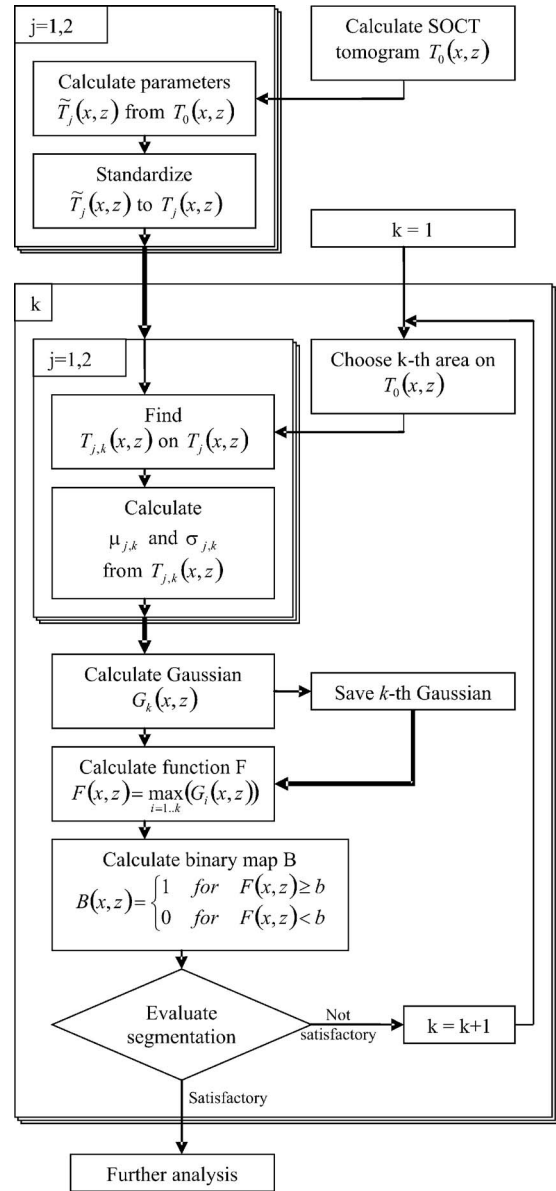 j=1,2
Calculate SOCT
tomogram T₀(x, z)
Calculate parameters
T̃ⱼ(x, z) from T₀(x, z)
Standardize
T̃ⱼ(x, z) to Tⱼ(x, z)
k = 1
k
j=1,2
Choose k-th area on
T₀(x, z)
Find
Tⱼ,ₖ(x, z) on Tⱼ(x, z)
Calculate
μⱼ,ₖ and σⱼ,ₖ
from Tⱼ,ₖ(x, z)
Calculate Gaussian
Gₖ(x, z)
Save k-th Gaussian
Calculate function F
F(x, z)= max (Gᵢ(x, z))
i=1..k
Calculate binary map B
B(x, z)= {1 for F(x, z) ≥ b
0 for F(x, z) < b
Evaluate
segmentation
Not
satisfactory
k = k+1
Satisfactory
Further analysis